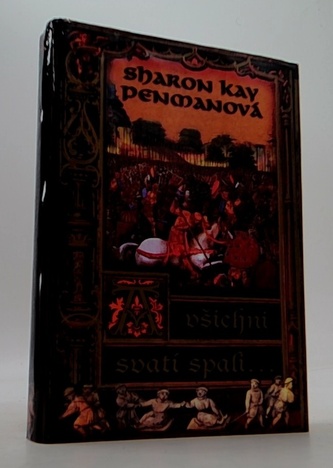 SHARON KAY
PENMANOVÁ
A všichni
svatí spali...